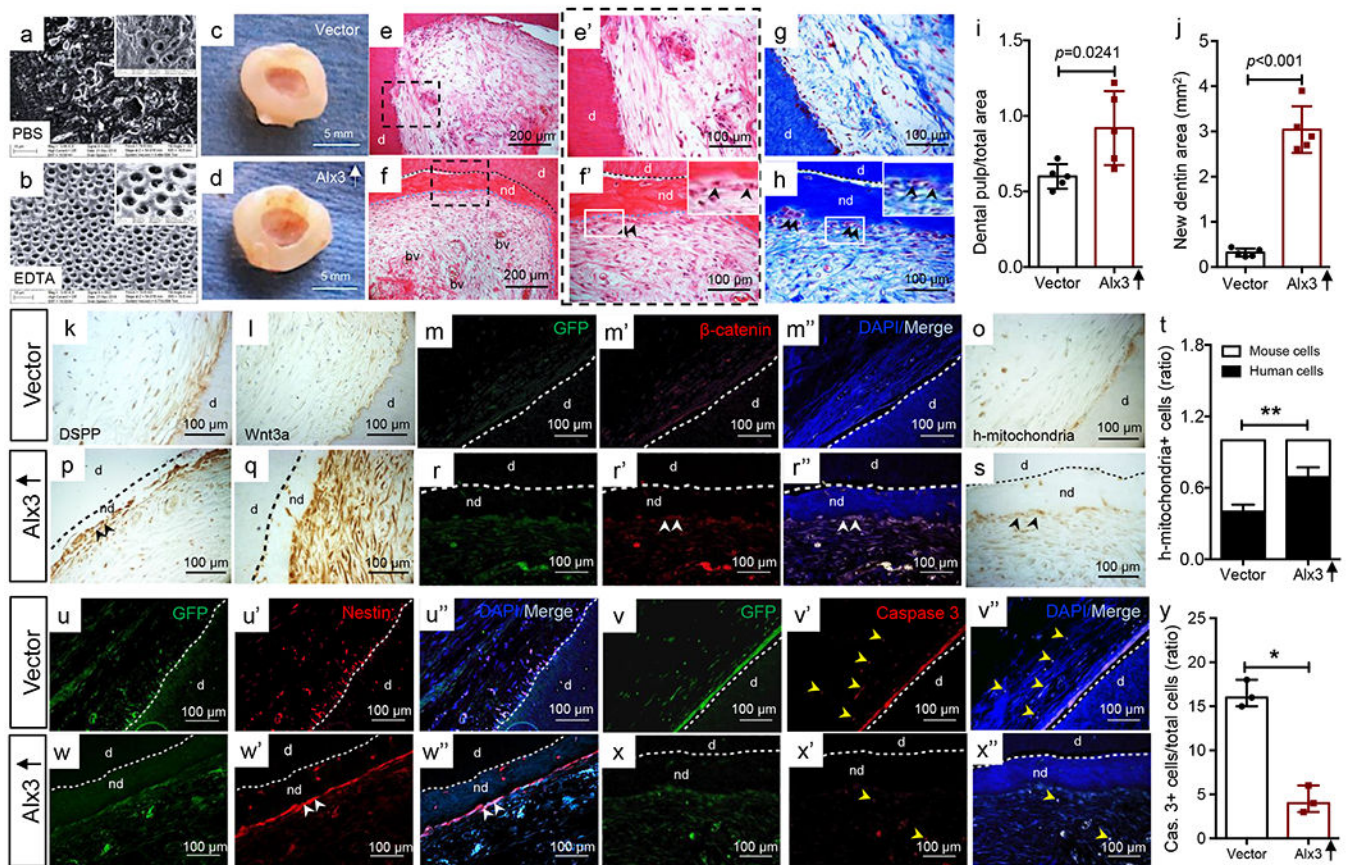 a
PBS
b
EDTA
c
Vector
5 mm
d
Alx3 ↑
5 mm
e
d
200 µm
e'
d
100 µm
g
d
100 µm
f
d
nd
bv
bv
bv
200 µm
f'
d
nd
100 µm
h
d
nd
100 µm
i
p=0.0241
Dental pulp/total area
1.5
1.0
0.5
0.0
Vector
Alx3 ↑
j
p<0.001
New dentin area (mm²)
5
4
3
2
1
0
Vector
Alx3 ↑
Vector
k
d
100 µm
DSPP
l
d
100 µm
Wnt3a
m
GFP
d
100 µm
m'
β-catenin
d
100 µm
m"
DAPI/Merge
d
100 µm
o
d
100 µm
h-mitochondria
t
Mouse cells
Human cells
**
h-mitochondria+ cells (ratio)
1.8
1.2
0.6
0.0
Vector
Alx3 ↑
Alx3 ↑
p
d
nd
100 µm
q
d
nd
100 µm
r
d
nd
100 µm
r'
d
nd
100 µm
r"
d
nd
100 µm
s
d
nd
100 µm
Vector
u
GFP
d
100 µm
u'
Nestin
d
100 µm
u"
DAPI/Merge
d
100 µm
v
GFP
d
100 µm
v'
Caspase 3
d
100 µm
v"
DAPI/Merge
d
100 µm
y
*
Cas. 3+ cells/total cells (ratio)
25
20
15
10
5
0
Vector
Alx3 ↑
Alx3 ↑
w
d
nd
100 µm
w'
d
nd
100 µm
w"
d
nd
100 µm
x
d
nd
100 µm
x'
d
nd
100 µm
x"
d
nd
100 µm